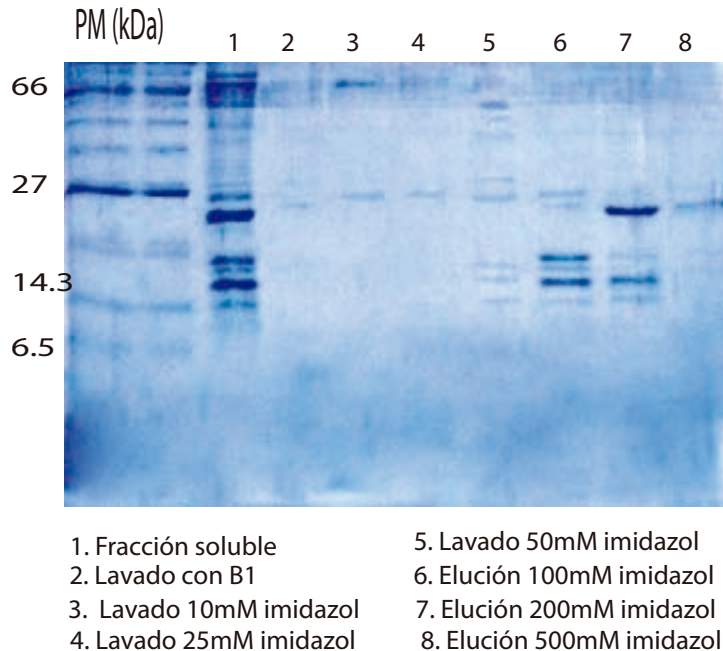 PM (kDa)
1 2 3 4 5 6 7 8
66
27
14.3
6.5
1. Fracción soluble
2. Lavado con B1
3. Lavado 10mM imidazol
4. Lavado 25mM imidazol
5. Lavado 50mM imidazol
6. Elución 100mM imidazol
7. Elución 200mM imidazol
8. Elución 500mM imidazol